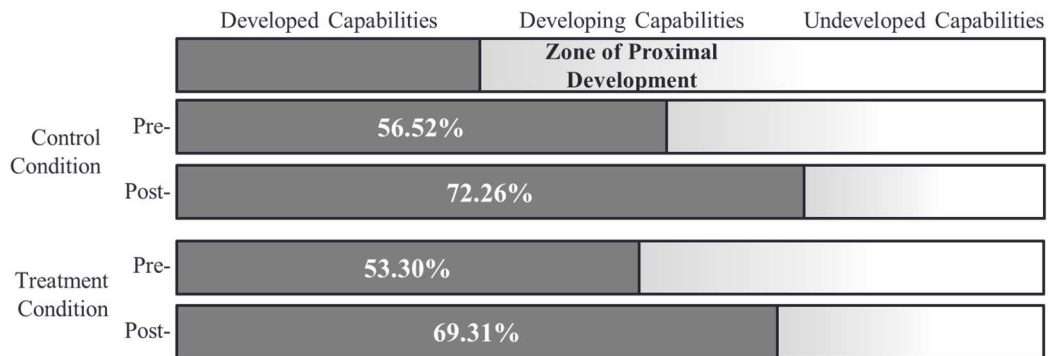 Developed Capabilities Developing Capabilities Undeveloped Capabilities
Zone of Proximal
Development
Control
Condition
Pre-
56.52%
Post-
72.26%
Treatment
Condition
Pre-
53.30%
Post-
69.31%